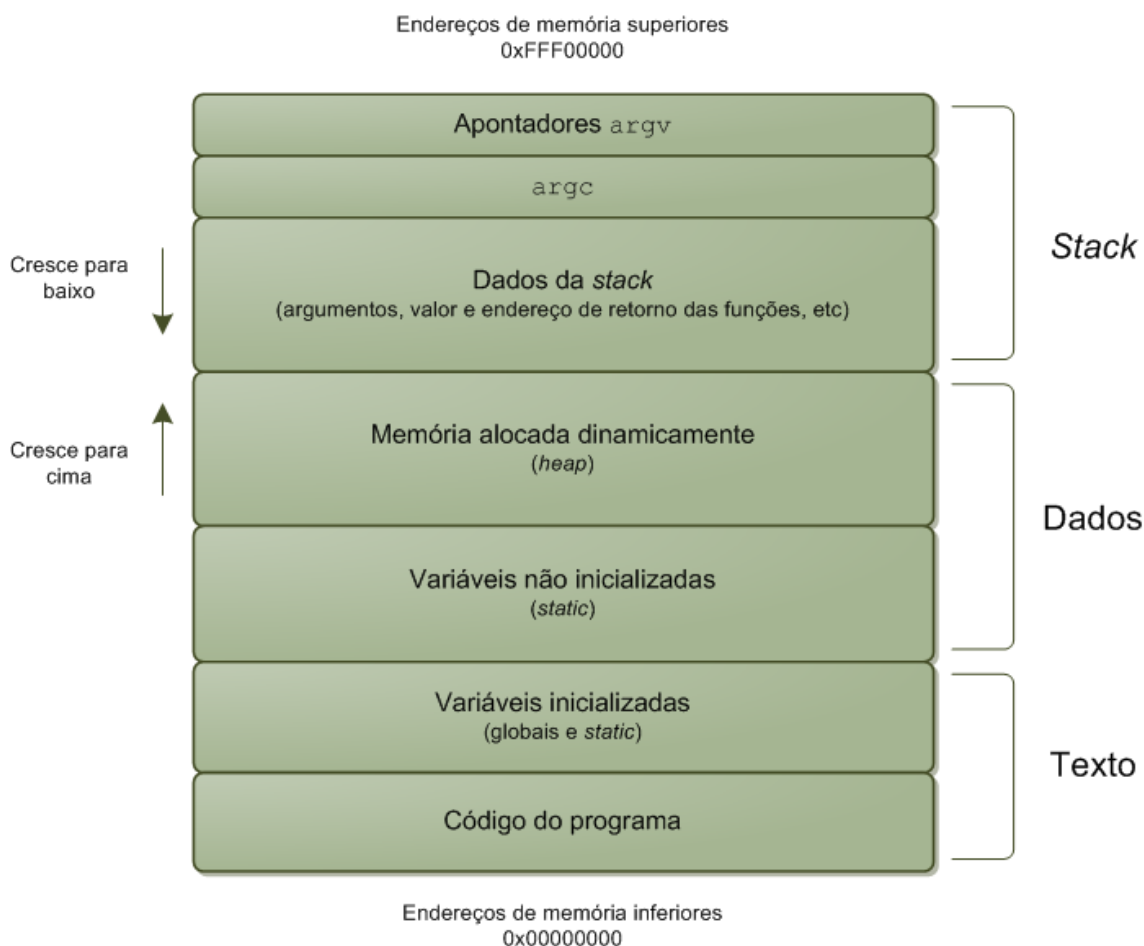 Endereços de memória superiores
0xFFF00000
Apontadores argv
argc
Stack
Cresce para
baixo
Dados da stack
(argumentos, valor e endereço de retorno das funções, etc)
Cresce para
cima
Memória alocada dinamicamente
(heap)
Dados
Variáveis não inicializadas
(static)
Variáveis inicializadas
(globais e static)
Texto
Código do programa
Endereços de memória inferiores
0x00000000